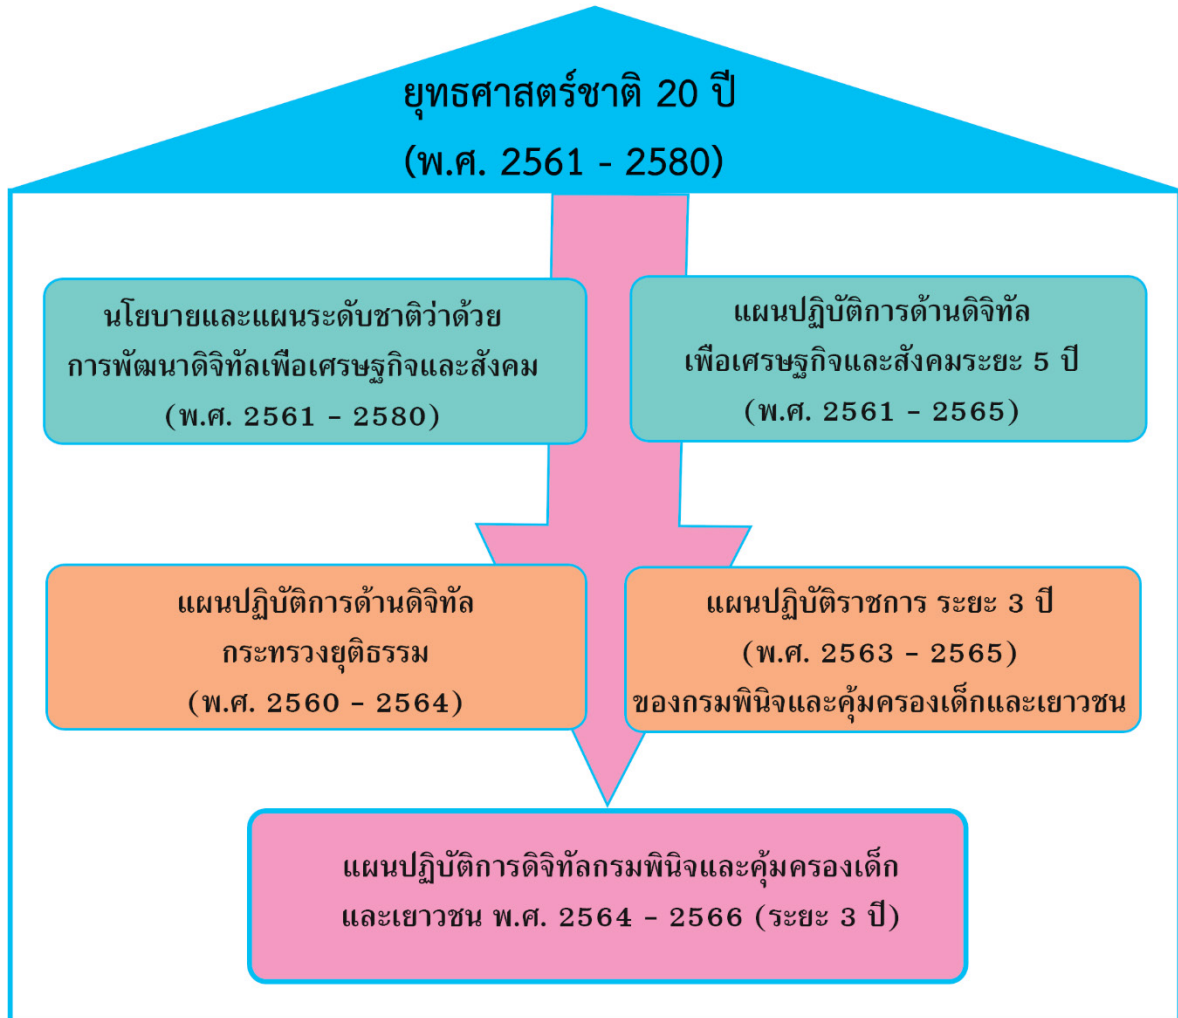 ยุทธศาสตร์ชาติ 20 ปี
(พ.ศ. 2561 - 2580)
นโยบายและแผนระดับชาติว่าด้วย
การพัฒนาดิจิทัลเพื่อเศรษฐกิจและสังคม
(พ.ศ. 2561 - 2580)
แผนปฏิบัติการด้านดิจิทัล
เพื่อเศรษฐกิจและสังคมระยะ 5 ปี
(พ.ศ. 2561 - 2565)
แผนปฏิบัติการด้านดิจิทัล
กระทรวงยุติธรรม
(พ.ศ. 2560 - 2564)
แผนปฏิบัติราชการ ระยะ 3 ปี
(พ.ศ. 2563 - 2565)
ของกรมพินิจและคุ้มครองเด็กและเยาวชน
แผนปฏิบัติการดิจิทัลกรมพินิจและคุ้มครองเด็ก
และเยาวชน พ.ศ. 2564 - 2566 (ระยะ 3 ปี)